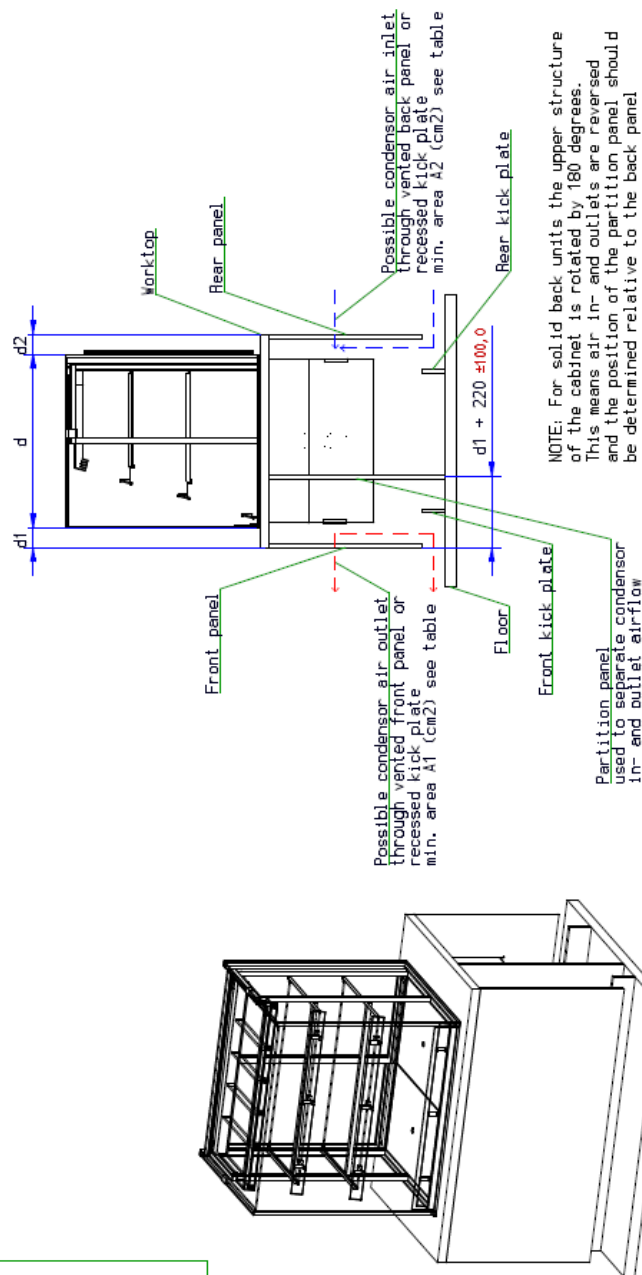 d1
d
d2
Worktop
Rear panel
Front panel
Possible condensor air inlet
through vented back panel or
recessed kick plate
min. area A2 (cm2) see table
Possible condensor air outlet
through vented front panel or
recessed kick plate
min. area A1 (cm2) see table
Rear kick plate
d1 + 220 ±100,0
Floor
Front kick plate
Partition panel
used to separate condensor
in- and outlet airflow
NOTE: For solid back units the upper structure
of the cabinet is rotated by 180 degrees.
This means air in- and outlets are reversed
and the position of the partition panel should
be determined relative to the back panel